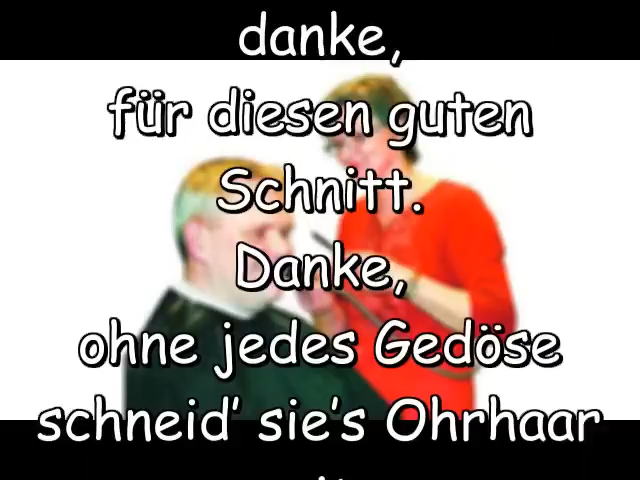 danke,
für diesen guten
Schnitt.
Danke,
ohne jedes Gedöse
schneid’ sie’s Ohrhaar